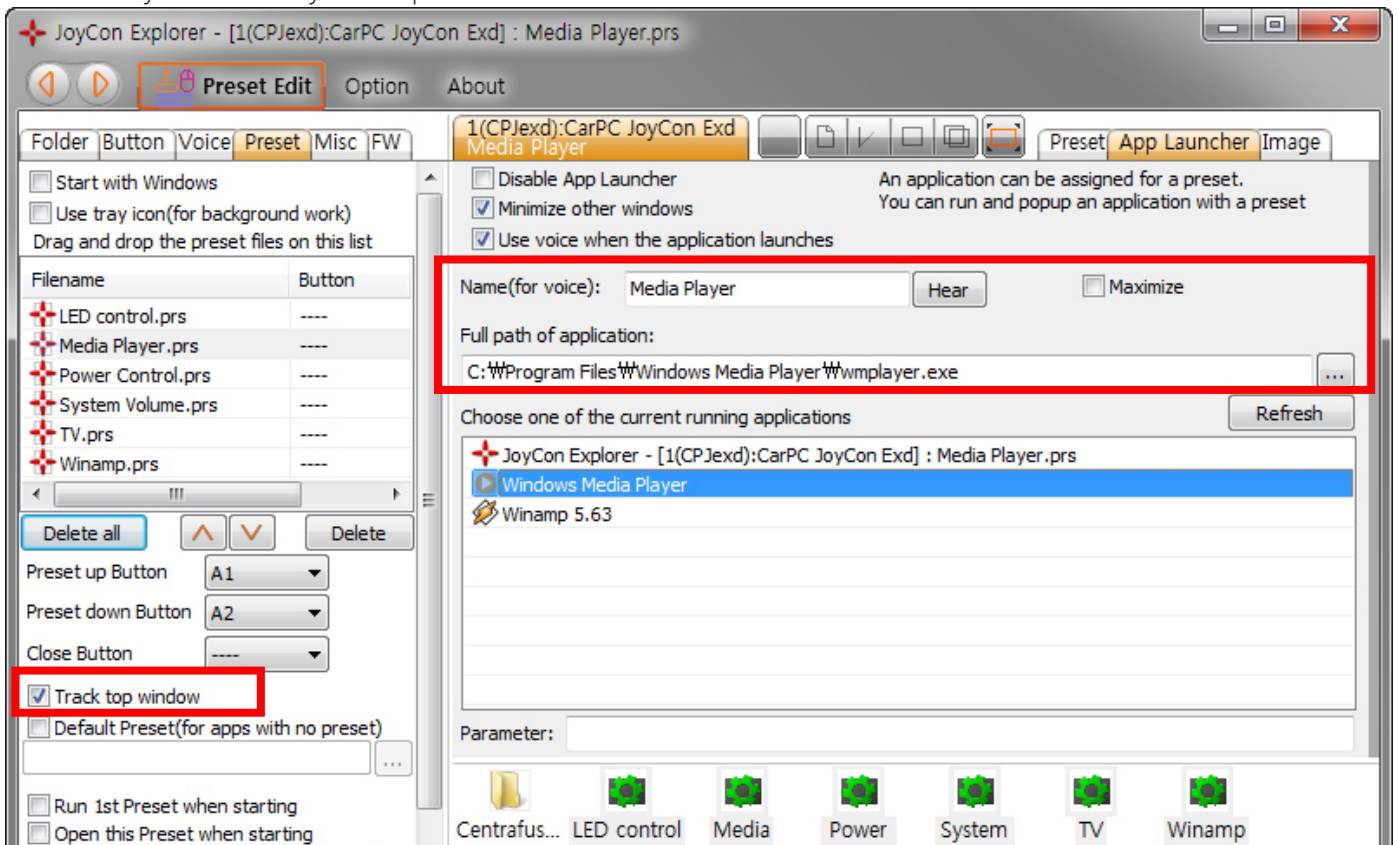 JoyCon Explorer - [1(CPJexd):CarPC JoyCon Exd] : Media Player.prs
Preset Edit Option About
Folder Button Voice Preset Misc FW
1(CPJexd):CarPC JoyCon Exd
Media Player
Preset App Launcher Image
Start with Windows
Use tray icon(for background work)
Drag and drop the preset files on this list
Filename Button
LED control.prs ----
Media Player.prs ----
Power Control.prs ----
System Volume.prs ----
TV.prs ----
Winamp.prs ----
Delete all Delete
Preset up Button A1
Preset down Button A2
Close Button ----
Track top window
Default Preset(for apps with no preset)
...
Run 1st Preset when starting
Open this Preset when starting
Disable App Launcher
Minimize other windows
Use voice when the application launches
An application can be assigned for a preset.
You can run and popup an application with a preset
Name(for voice): Media Player Hear Maximize
Full path of application:
C:₩Program Files₩Windows Media Player₩wmplayer.exe ...
Choose one of the current running applications Refresh
JoyCon Explorer - [1(CPJexd):CarPC JoyCon Exd] : Media Player.prs
Windows Media Player
Winamp 5.63
Parameter:
Centrafus... LED control Media Power System TV Winamp